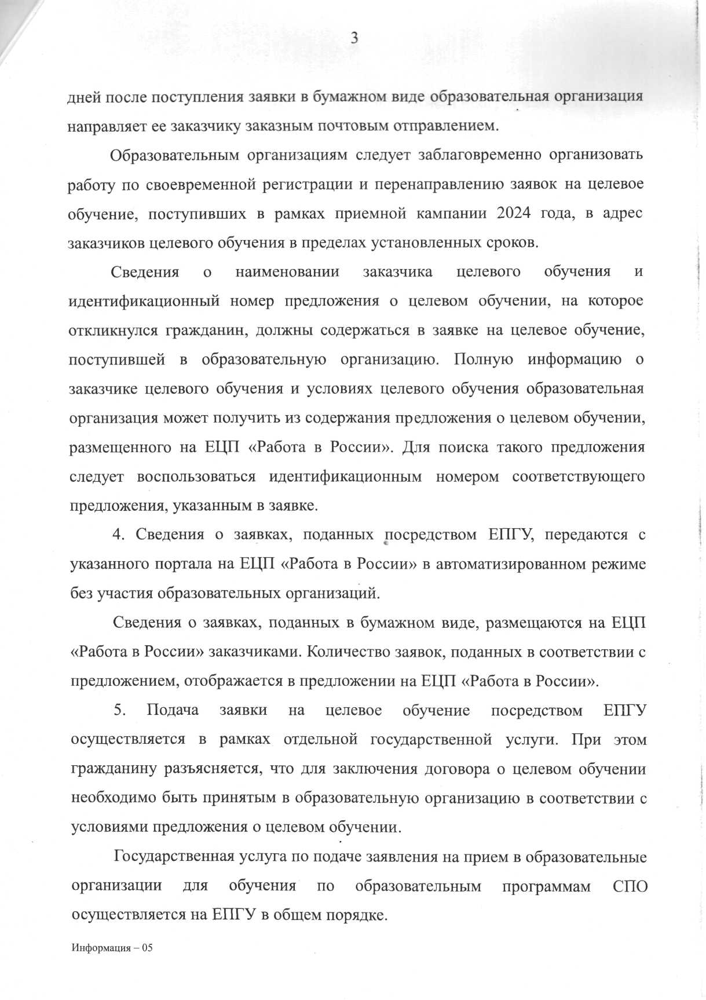 3
дней после поступления заявки в бумажном виде образовательная организация
направляет ее заказчику заказным почтовым отправлением.
Образовательным организациям следует заблаговременно организовать
работу по своевременной регистрации и перенаправлению заявок на целевое
обучение, поступивших в рамках приемной кампании 2024 года, в адрес
заказчиков целевого обучения в пределах установленных сроков.
Сведения о наименовании заказчика целевого обучения и
идентификационный номер предложения о целевом обучении, на которое
откликнулся гражданин, должны содержаться в заявке на целевое обучение,
поступившей в образовательную организацию. Полную информацию о
заказчике целевого обучения и условиях целевого обучения образовательная
организация может получить из содержания предложения о целевом обучении,
размещенного на ЕЦП «Работа в России». Для поиска такого предложения
следует воспользоваться идентификационным номером соответствующего
предложения, указанным в заявке.
4. Сведения о заявках, поданных посредством ЕПГУ, передаются с
указанного портала на ЕЦП «Работа в России» в автоматизированном режиме
без участия образовательных организаций.
Сведения о заявках, поданных в бумажном виде, размещаются на ЕЦП
«Работа в России» заказчиками. Количество заявок, поданных в соответствии с
предложением, отображается в предложении на ЕЦП «Работа в России».
5. Подача заявки на целевое обучение посредством ЕПГУ
осуществляется в рамках отдельной государственной услуги. При этом
гражданину разъясняется, что для заключения договора о целевом обучении
необходимо быть принятым в образовательную организацию в соответствии с
условиями предложения о целевом обучении.
Государственная услуга по подаче заявления на прием в образовательные
организации для обучения по образовательным программам СПО
осуществляется на ЕПГУ в общем порядке.
Информация – 05